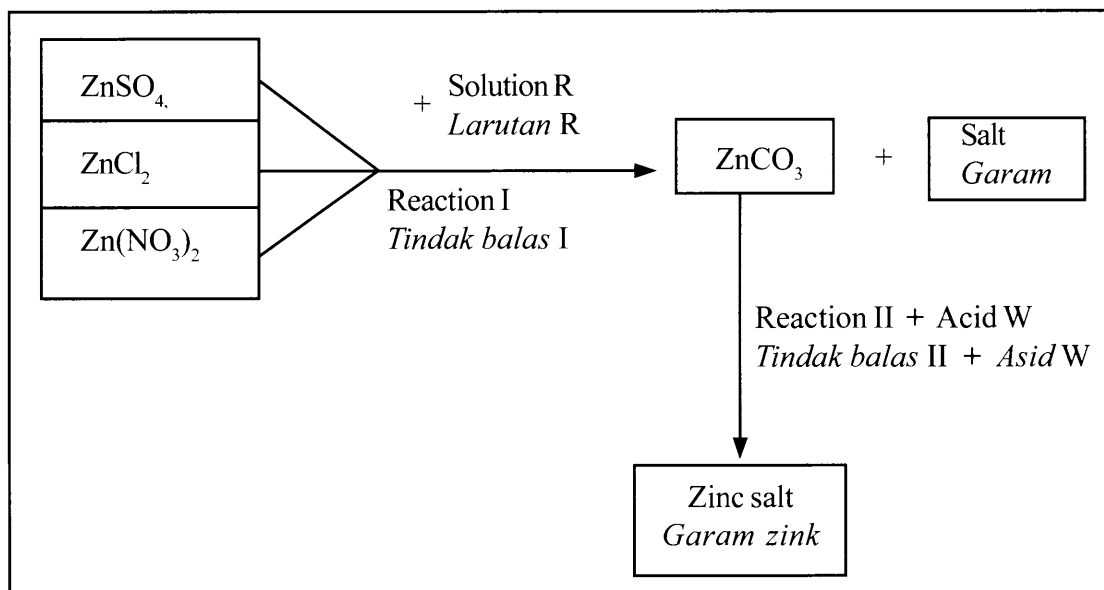 ZnSO₄,
ZnCl₂
Zn(NO₃)₂
+ Solution R
Larutan R
Reaction I
Tindak balas I
ZnCO₃
+
Salt
Garam
Reaction II + Acid W
Tindak balas II + Asid W
Zinc salt
Garam zink